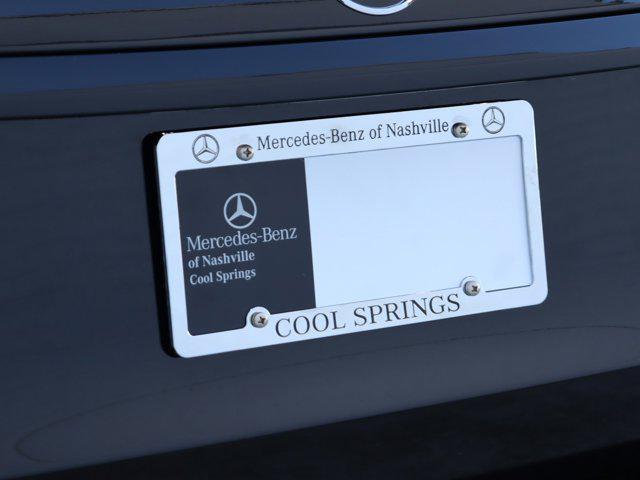 Mercedes-Benz of Nashville
Mercedes-Benz
of Nashville
Cool Springs
COOL SPRINGS